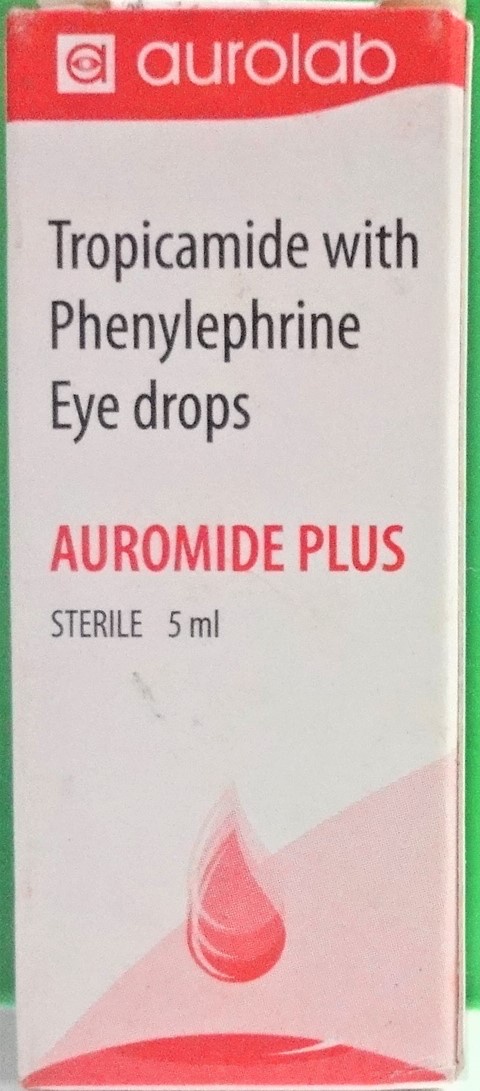 aurolab
Tropicamide with
Phenylephrine
Eye drops
AUROMIDE PLUS
STERILE 5 ml